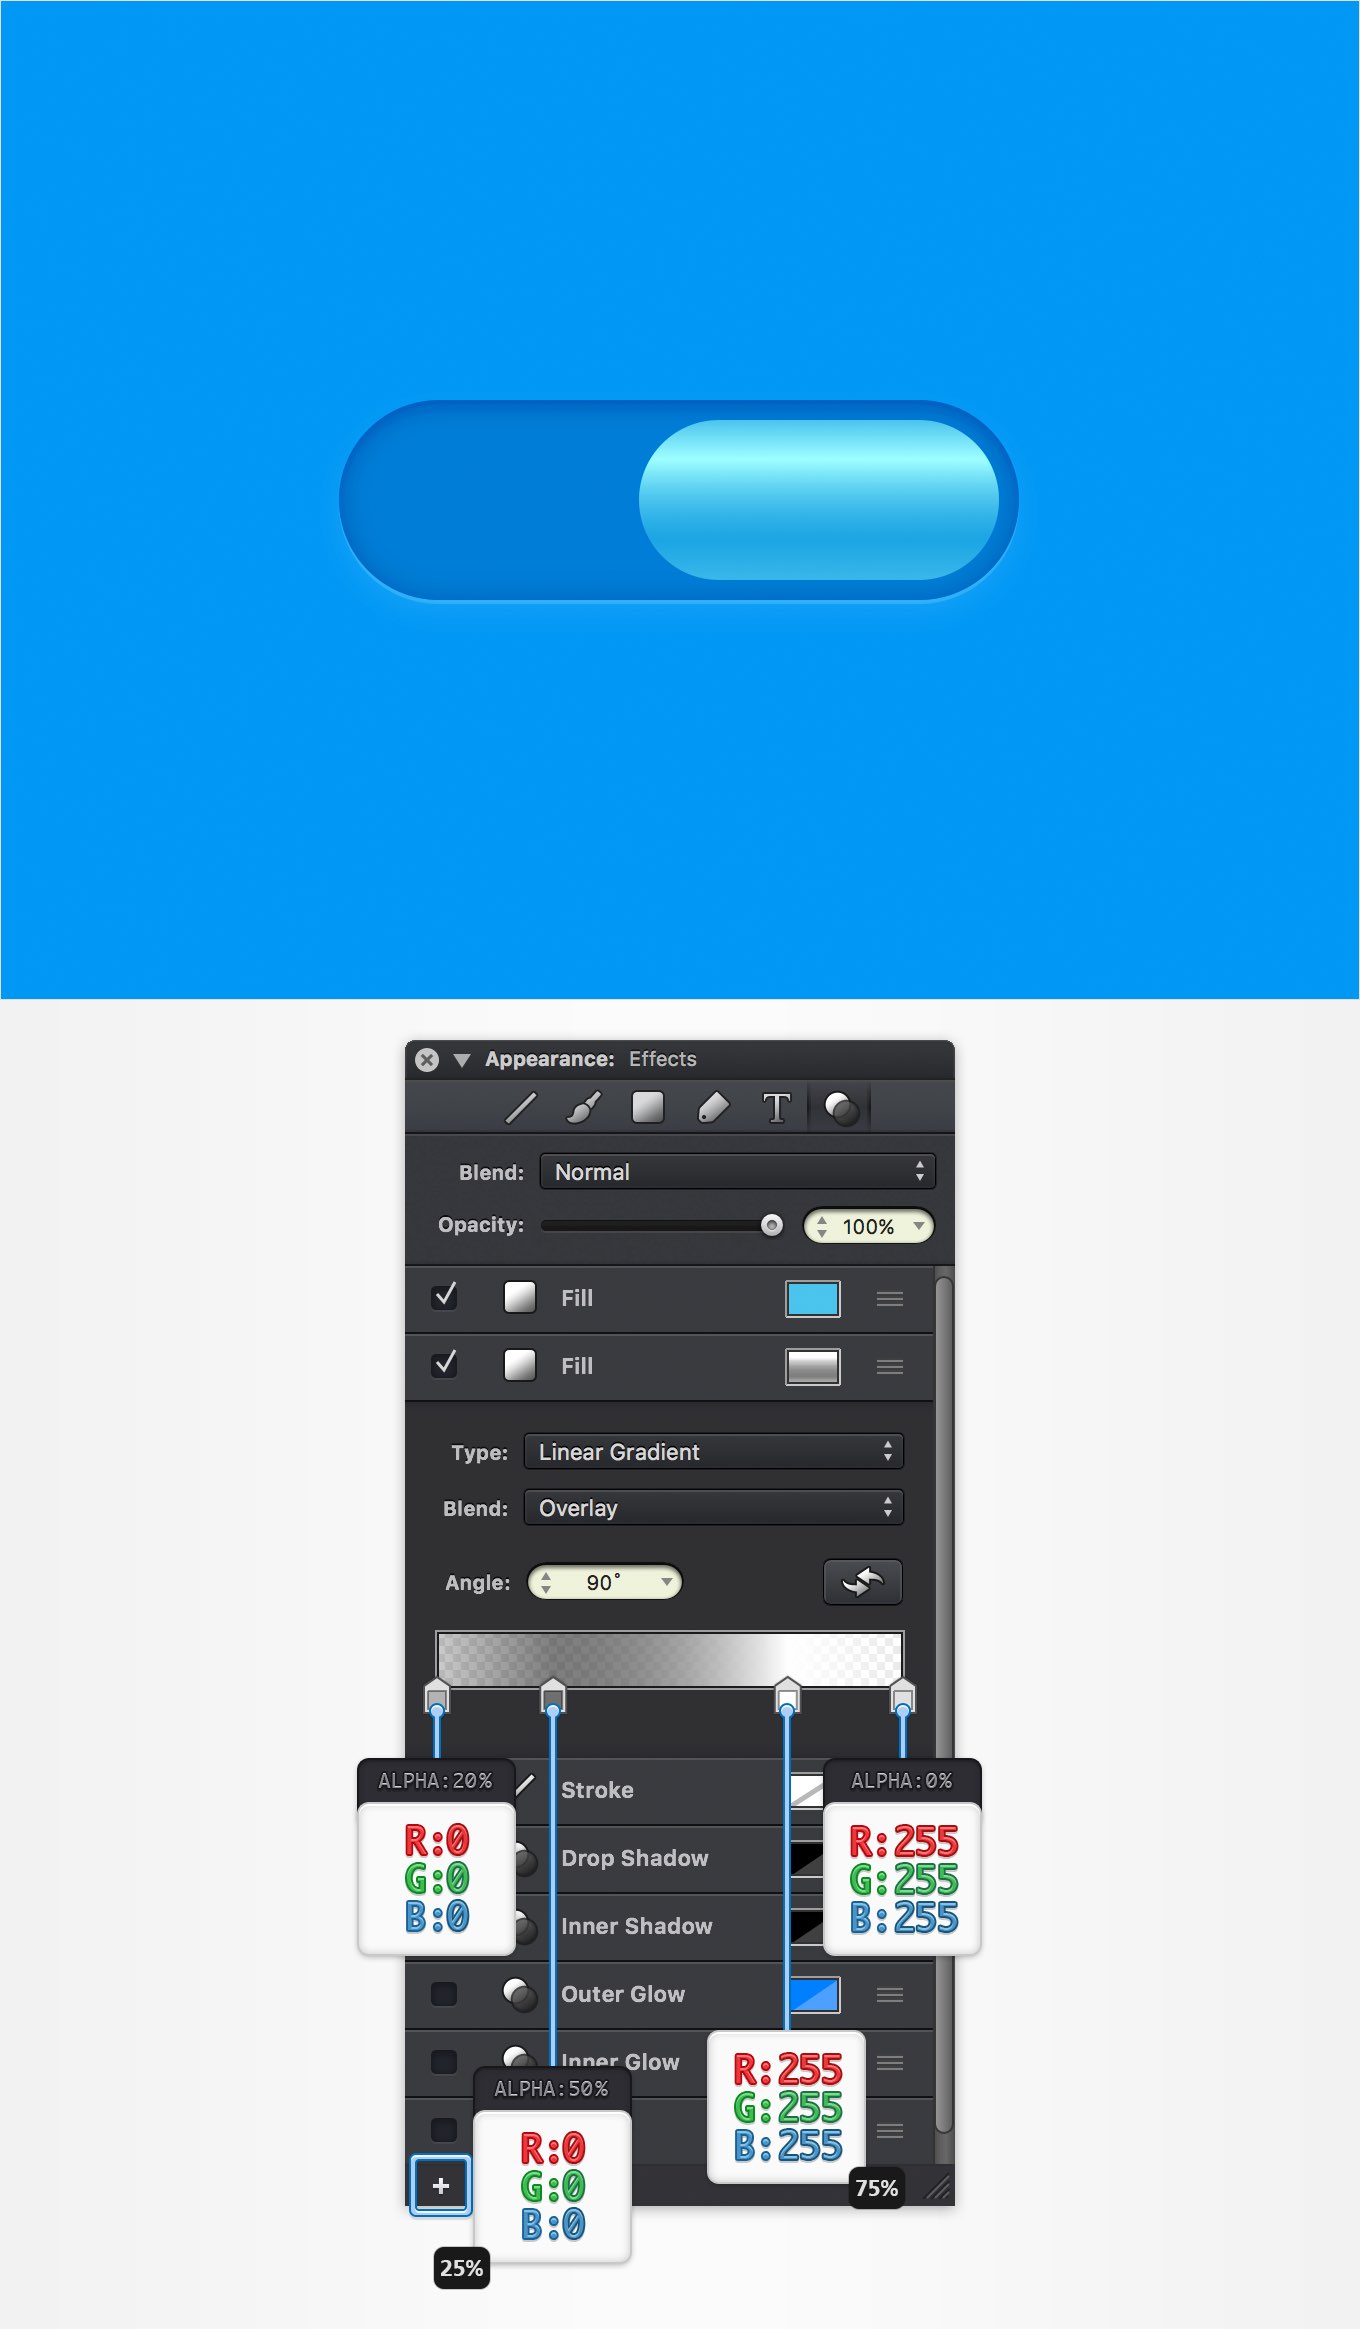 Appearance: Effects
T
Blend: Normal
Opacity: 100%
Fill
Fill
Type: Linear Gradient
Blend: Overlay
Angle: 90°
ALPHA:20%
R:0
G:0
B:0
Stroke
Drop Shadow
Inner Shadow
ALPHA:0%
R:255
G:255
B:255
Outer Glow
Inner Glow
ALPHA:50%
R:0
G:0
B:0
25%
R:255
G:255
B:255
75%
+